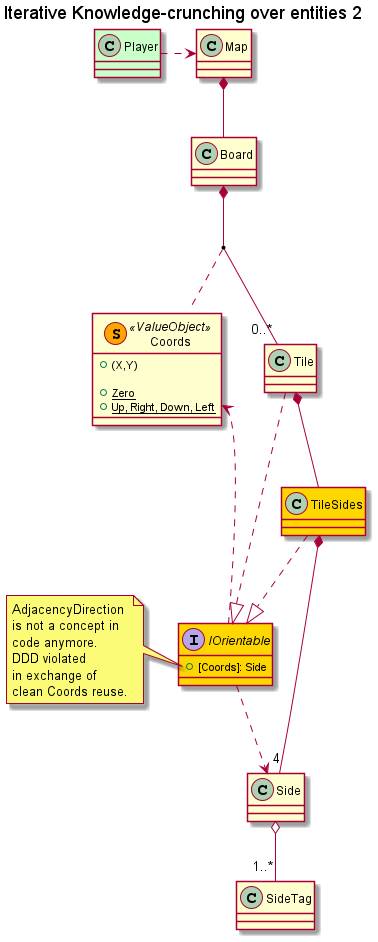 Iterative Knowledge-crunching over entities 2
C Player
C Map
C Board
S «ValueObject»
Coords
(X,Y)
Zero
Up, Right, Down, Left
0..*
C Tile
C TileSides
AdjacencyDirection
is not a concept in
code anymore.
DDD violated
in exchange of
clean Coords reuse.
I IOrientable
[Coords]: Side
4
C Side
1..*
C SideTag